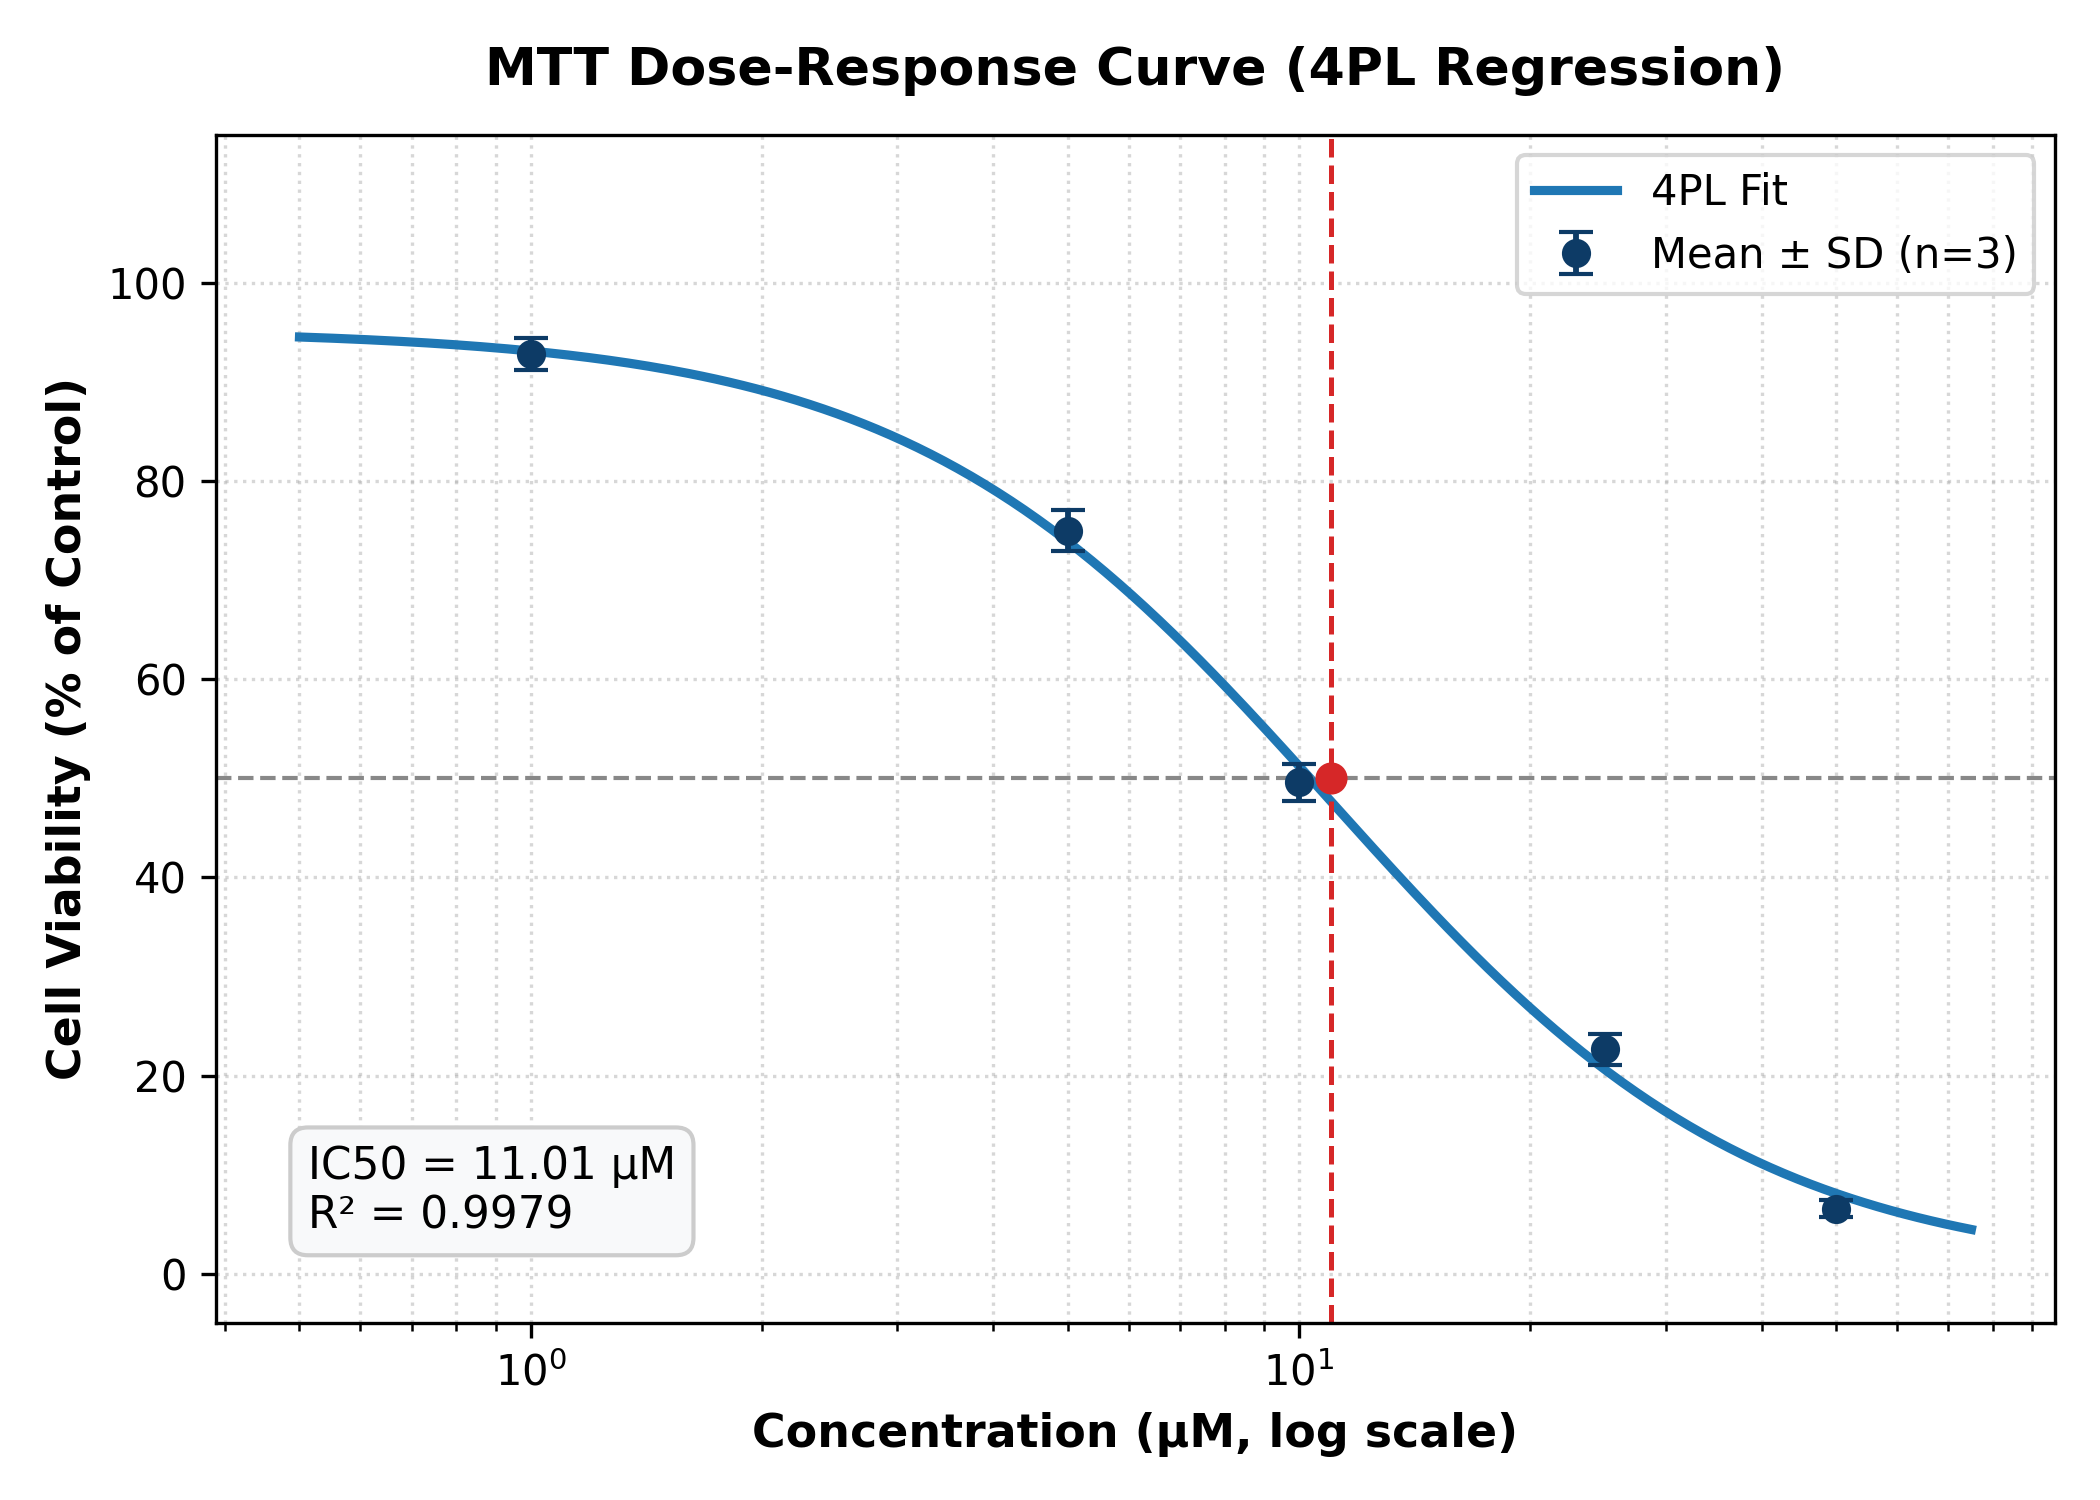 MTT Dose-Response Curve (4PL Regression)
4PL Fit
Mean ± SD (n=3)
Cell Viability (% of Control)
100
80
60
40
20
0
IC50 = 11.01 µM
R² = 0.9979
10⁰
10¹
Concentration (µM, log scale)